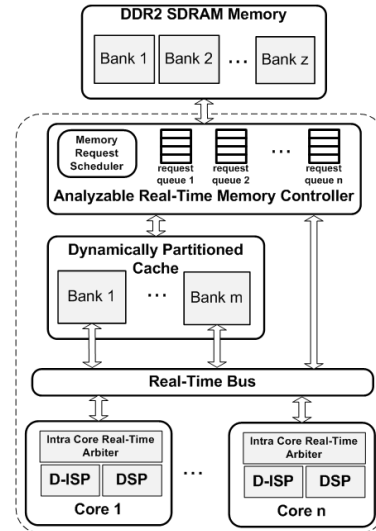 DDR2 SDRAM Memory
Bank 1
Bank 2
...
Bank z
Memory
Request
Scheduler
request
queue 1
request
queue 2
...
request
queue n
Analyzable Real-Time Memory Controller
Dynamically Partitioned
Cache
Bank 1
...
Bank m
Real-Time Bus
Intra Core Real-Time
Arbiter
D-ISP
DSP
Core 1
...
Intra Core Real-Time
Arbiter
D-ISP
DSP
Core n